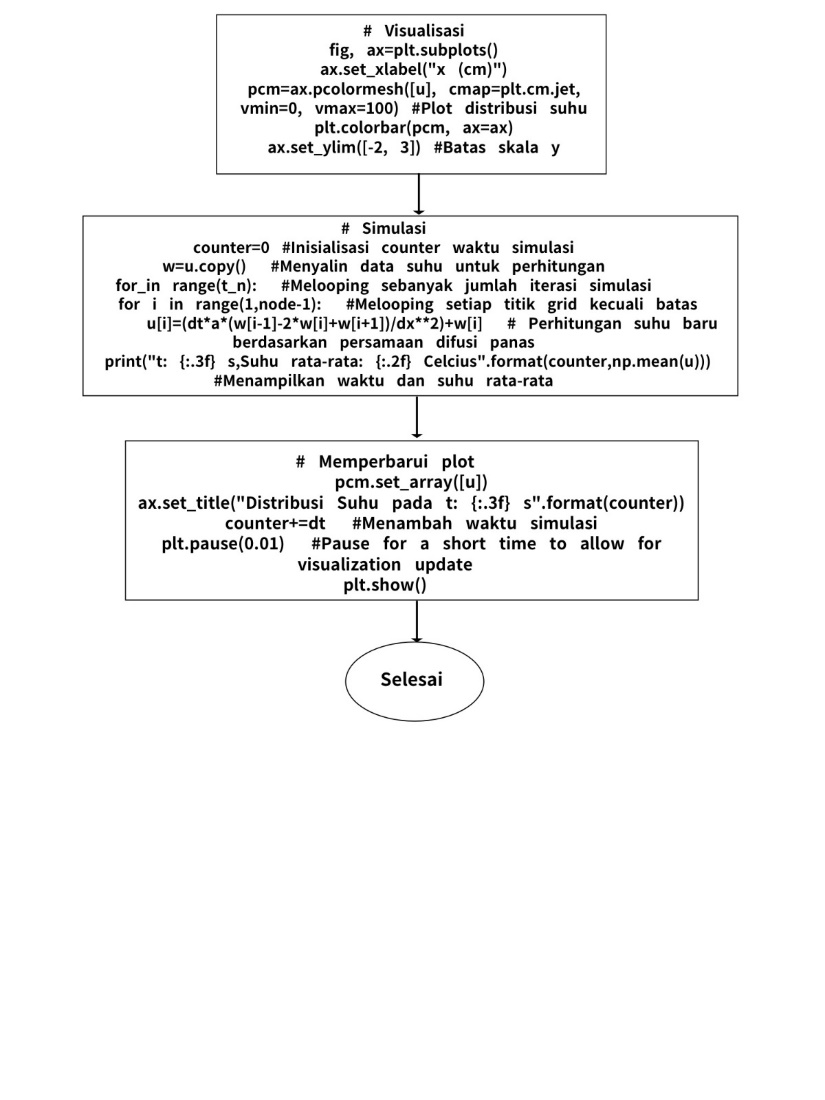 # Visualisasi
fig, ax=plt.subplots()
ax.set_xlabel("x (cm)")
pcm=ax.pcolormesh([u], cmap=plt.cm.jet,
vmin=0, vmax=100) #Plot distribusi suhu
plt.colorbar(pcm, ax=ax)
ax.set_ylim([-2, 3]) #Batas skala y
# Simulasi
counter=0 #Inisialisasi counter waktu simulasi
w=u.copy() #Menyalin data suhu untuk perhitungan
for_in range(t_n): #Melooping sebanyak jumlah iterasi simulasi
for i in range(1,node-1): #Melooping setiap titik grid kecuali batas
u[i]=(dt*a*(w[i-1]-2*w[i]+w[i+1])/dx**2)+w[i] # Perhitungan suhu baru
berdasarkan persamaan difusi panas
print("t: {:.3f} s,Suhu rata-rata: {:.2f} Celcius".format(counter,np.mean(u)))
#Menampilkan waktu dan suhu rata-rata
# Memperbarui plot
pcm.set_array([u])
ax.set_title("Distribusi Suhu pada t: {:.3f} s".format(counter))
counter+=dt #Menambah waktu simulasi
plt.pause(0.01) #Pause for a short time to allow for
visualization update
plt.show()
Selesai